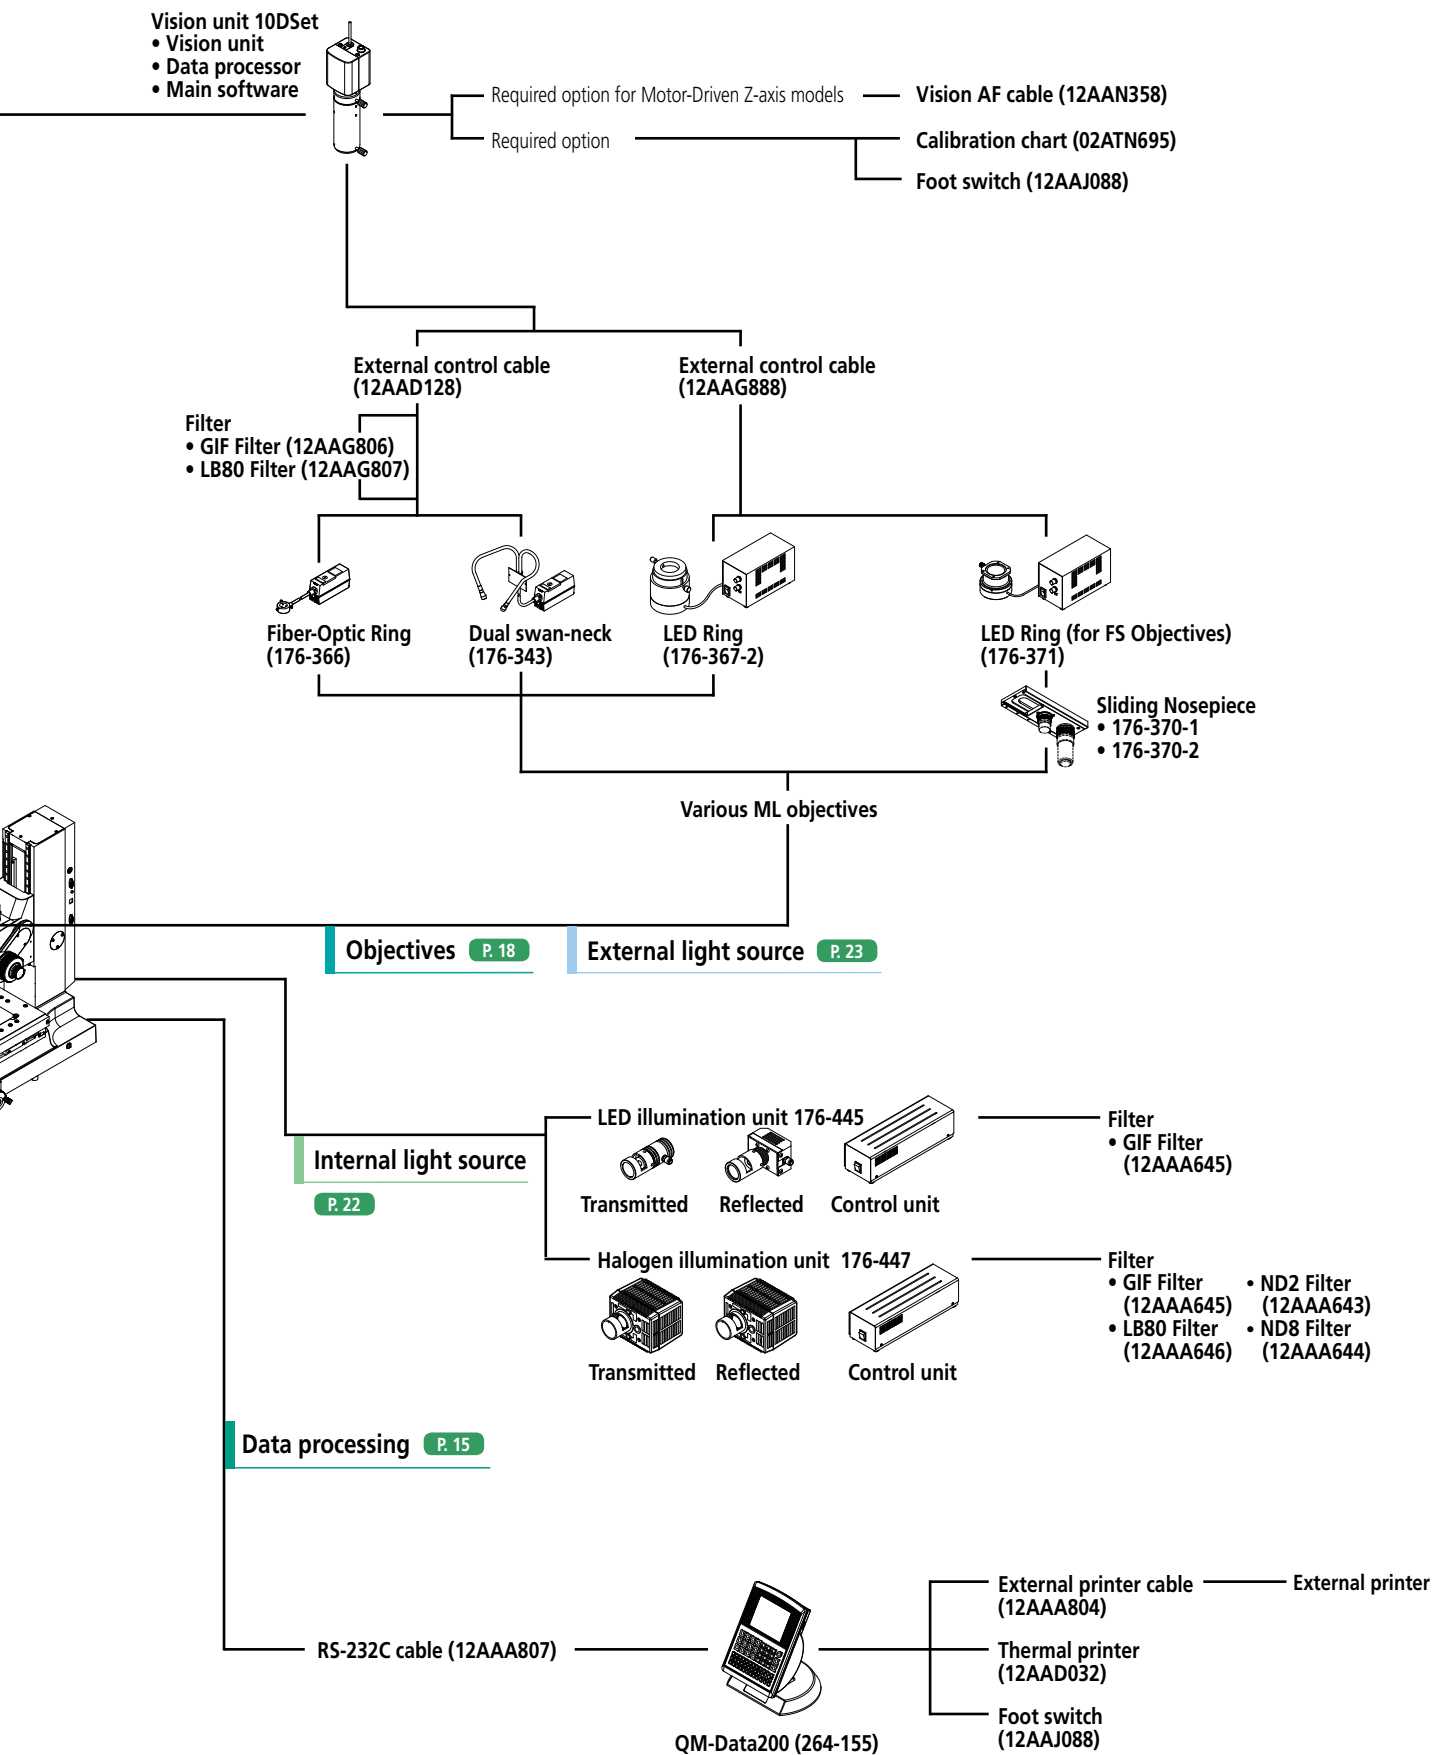 Vision unit 10DSet
• Vision unit
• Data processor
• Main software
Required option for Motor-Driven Z-axis models
Vision AF cable (12AAN358)
Required option
Calibration chart (02ATN695)
Foot switch (12AAJ088)
External control cable
(12AAD128)
External control cable
(12AAG888)
Filter
• GIF Filter (12AAG806)
• LB80 Filter (12AAG807)
Fiber-Optic Ring
(176-366)
Dual swan-neck
(176-343)
LED Ring
(176-367-2)
LED Ring (for FS Objectives)
(176-371)
Sliding Nosepiece
• 176-370-1
• 176-370-2
Various ML objectives
Objectives P. 18
External light source P. 23
Internal light source
P. 22
LED illumination unit 176-445
Transmitted
Reflected
Control unit
Filter
• GIF Filter
(12AAA645)
Halogen illumination unit 176-447
Transmitted
Reflected
Control unit
Filter
• GIF Filter
(12AAA645)
• LB80 Filter
(12AAA646)
• ND2 Filter
(12AAA643)
• ND8 Filter
(12AAA644)
Data processing P. 15
RS-232C cable (12AAA807)
QM-Data200 (264-155)
External printer cable
(12AAA804)
External printer
Thermal printer
(12AAD032)
Foot switch
(12AAJ088)